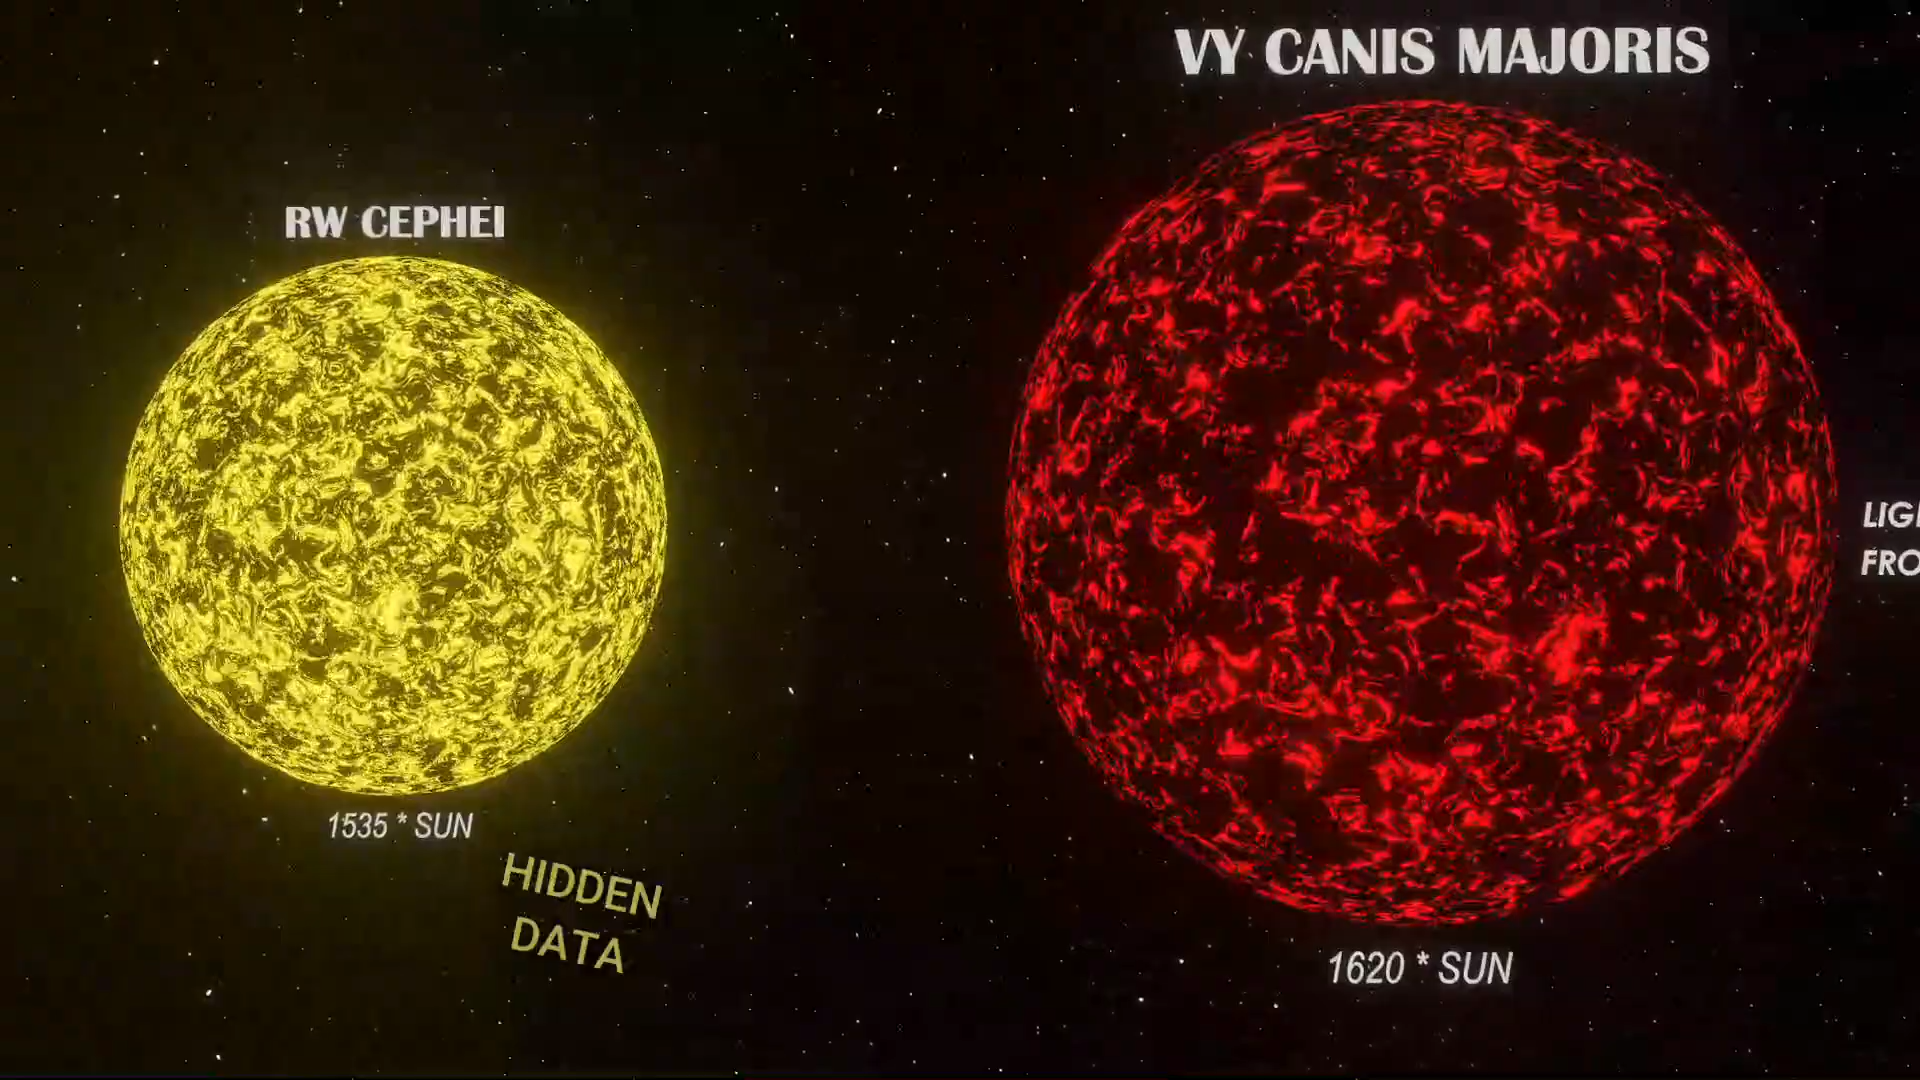 VY CANIS MAJORIS
RW CEPHEI
1535 * SUN
HIDDEN
DATA
1620 * SUN